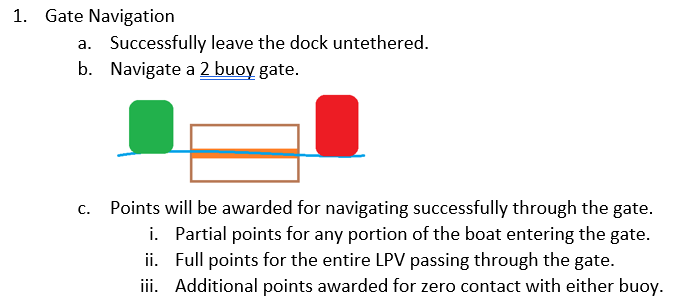 1. Gate Navigation
a. Successfully leave the dock untethered.
b. Navigate a 2 buoy gate.
c. Points will be awarded for navigating successfully through the gate.
i. Partial points for any portion of the boat entering the gate.
ii. Full points for the entire LPV passing through the gate.
iii. Additional points awarded for zero contact with either buoy.